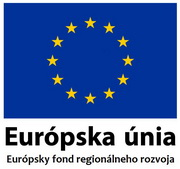 Európska únia
Európsky fond regionálneho rozvoja